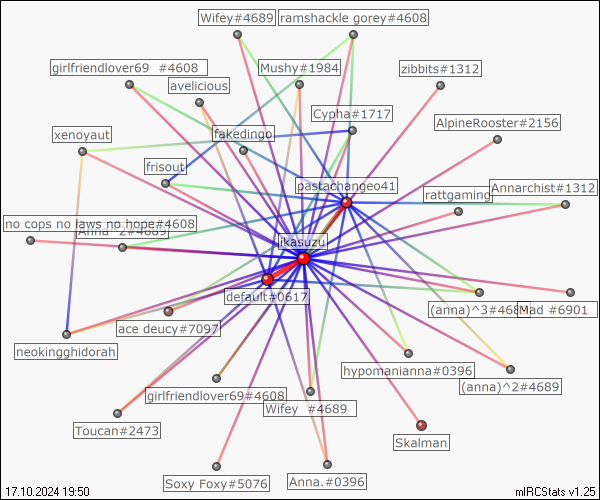 Wifey#4689
ramshackle gorey#4608
girlfriendlover69 #4608
Mushy#1984
zibbits#1312
avelicious
Cypha#1717
AlpineRooster#2156
fakedingo
xenoyaut
frisout
pastachangeo41
rattgaming
Annarchist#1312
no cops no laws no hope#4608
Anna^2#4689
ikasuzu
default#0617
(anna)^3#4689
Mad #6901
ace deucy#7097
neokingghidorah
hypomanianna#0396
(anna)^2#4689
girlfriendlover69#4608
Wifey #4689
Toucan#2473
Skalman
Soxy Foxy#5076
Anna.#0396
17.10.2024 19:50
mIRCStats v1.25